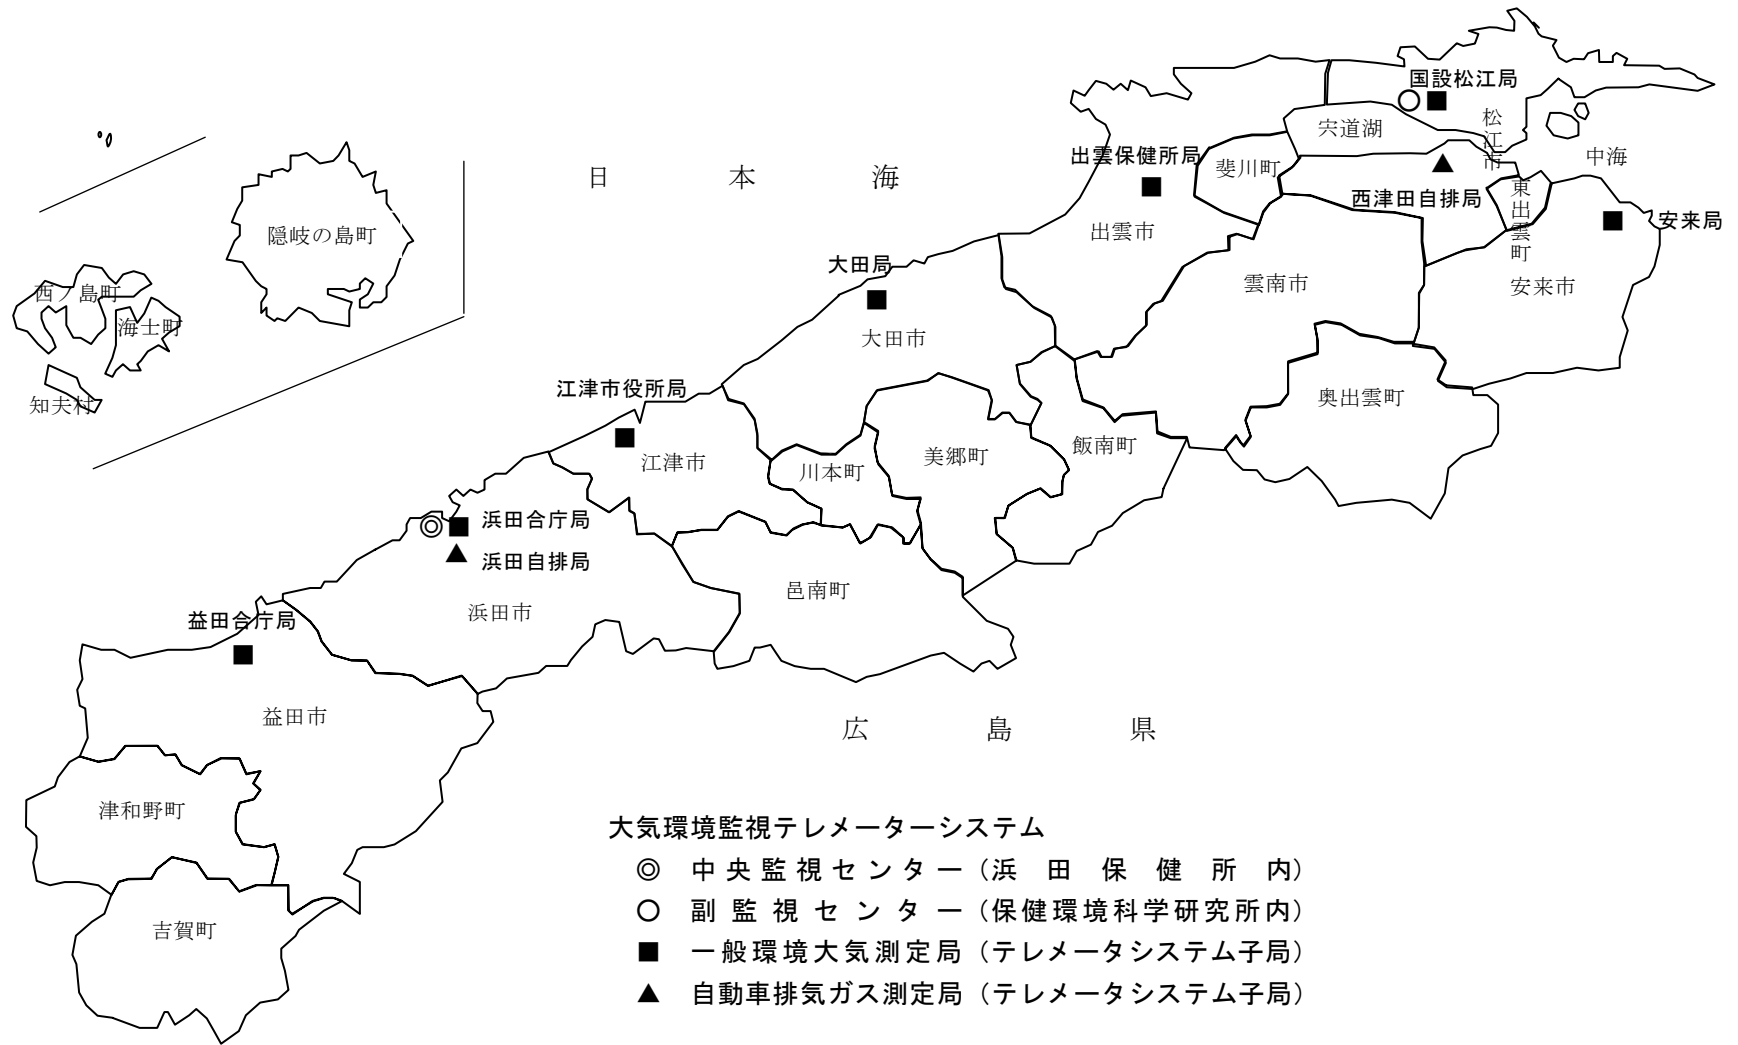 国設松江局
松江市
宍道湖
中海
出雲保健所局
斐川町
日本海
西津田自排局
東出雲町
安来局
隠岐の島町
出雲市
大田局
雲南市
安来市
西ノ島町
海士町
大田市
知夫村
江津市役所局
奥出雲町
飯南町
江津市
川本町
美郷町
浜田合庁局
浜田自排局
邑南町
浜田市
益田合庁局
益田市
広島県
津和野町
吉賀町
大気環境監視テレメーターシステム
◎ 中央監視センター（浜田保健所内）
○ 副監視センター（保健環境科学研究所内）
■ 一般環境大気測定局（テレメータシステム子局）
▲ 自動車排気ガス測定局（テレメータシステム子局）